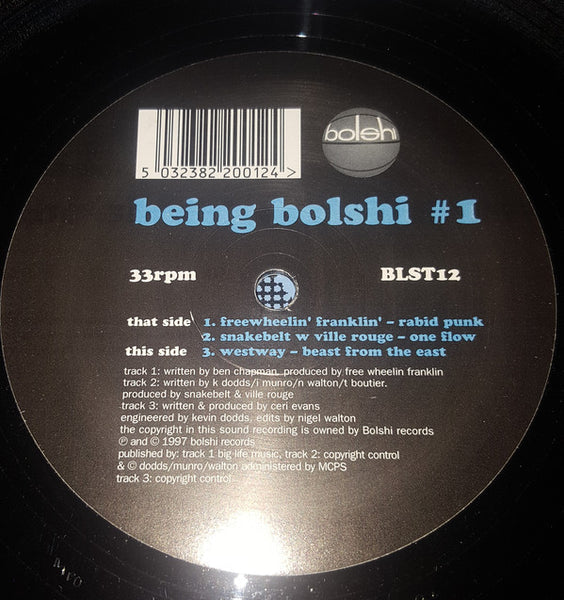 bolshi
5 032382 200124 >
being bolshi #1
33rpm BLST12
that side 1. freewheelin' franklin' – rabid punk
2. snakebelt w ville rouge – one flow
this side 3. westway – beast from the east
track 1: written by ben chapman, produced by free wheelin franklin
track 2: written by k dodds/i munro/n walton/t boutier.
produced by snakebelt & ville rouge
track 3: written & produced by ceri evans
engineered by kevin dodds, edits by nigel walton
the copyright in this sound recording is owned by Bolshi records
℗ and © 1997 bolshi records
published by: track 1 big life music, track 2: copyright control
& © dodds/munro/walton administered by MCPS
track 3: copyright control